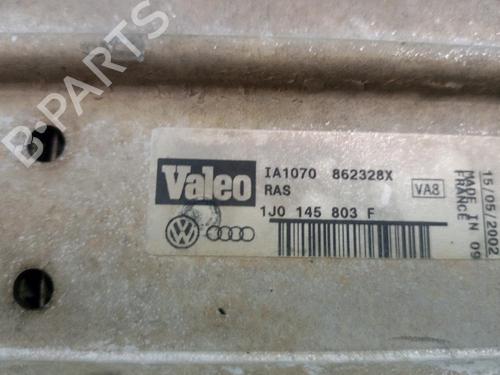 Valeo
IA1070 862328X
RAS
VA8
1J0 145 803 F
15/05/2002
MADE IN 09
FRANCE
B-PARTS